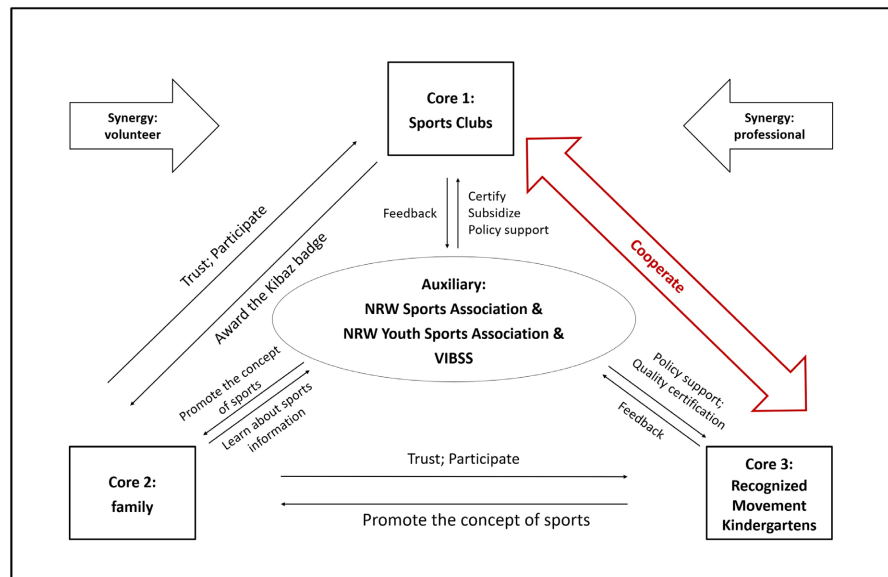 Core 1:
Sports Clubs
Synergy:
volunteer
Synergy:
professional
Feedback
Certify
Subsidize
Policy support
Trust; Participate
Award the Kibaz badge
Cooperate
Auxiliary:
NRW Sports Association &
NRW Youth Sports Association &
VIBSS
Promote the concept
of sports
Learn about sports
information
Policy support;
Quality certification
Feedback
Core 2:
family
Trust; Participate
Promote the concept of sports
Core 3:
Recognized
Movement
Kindergartens